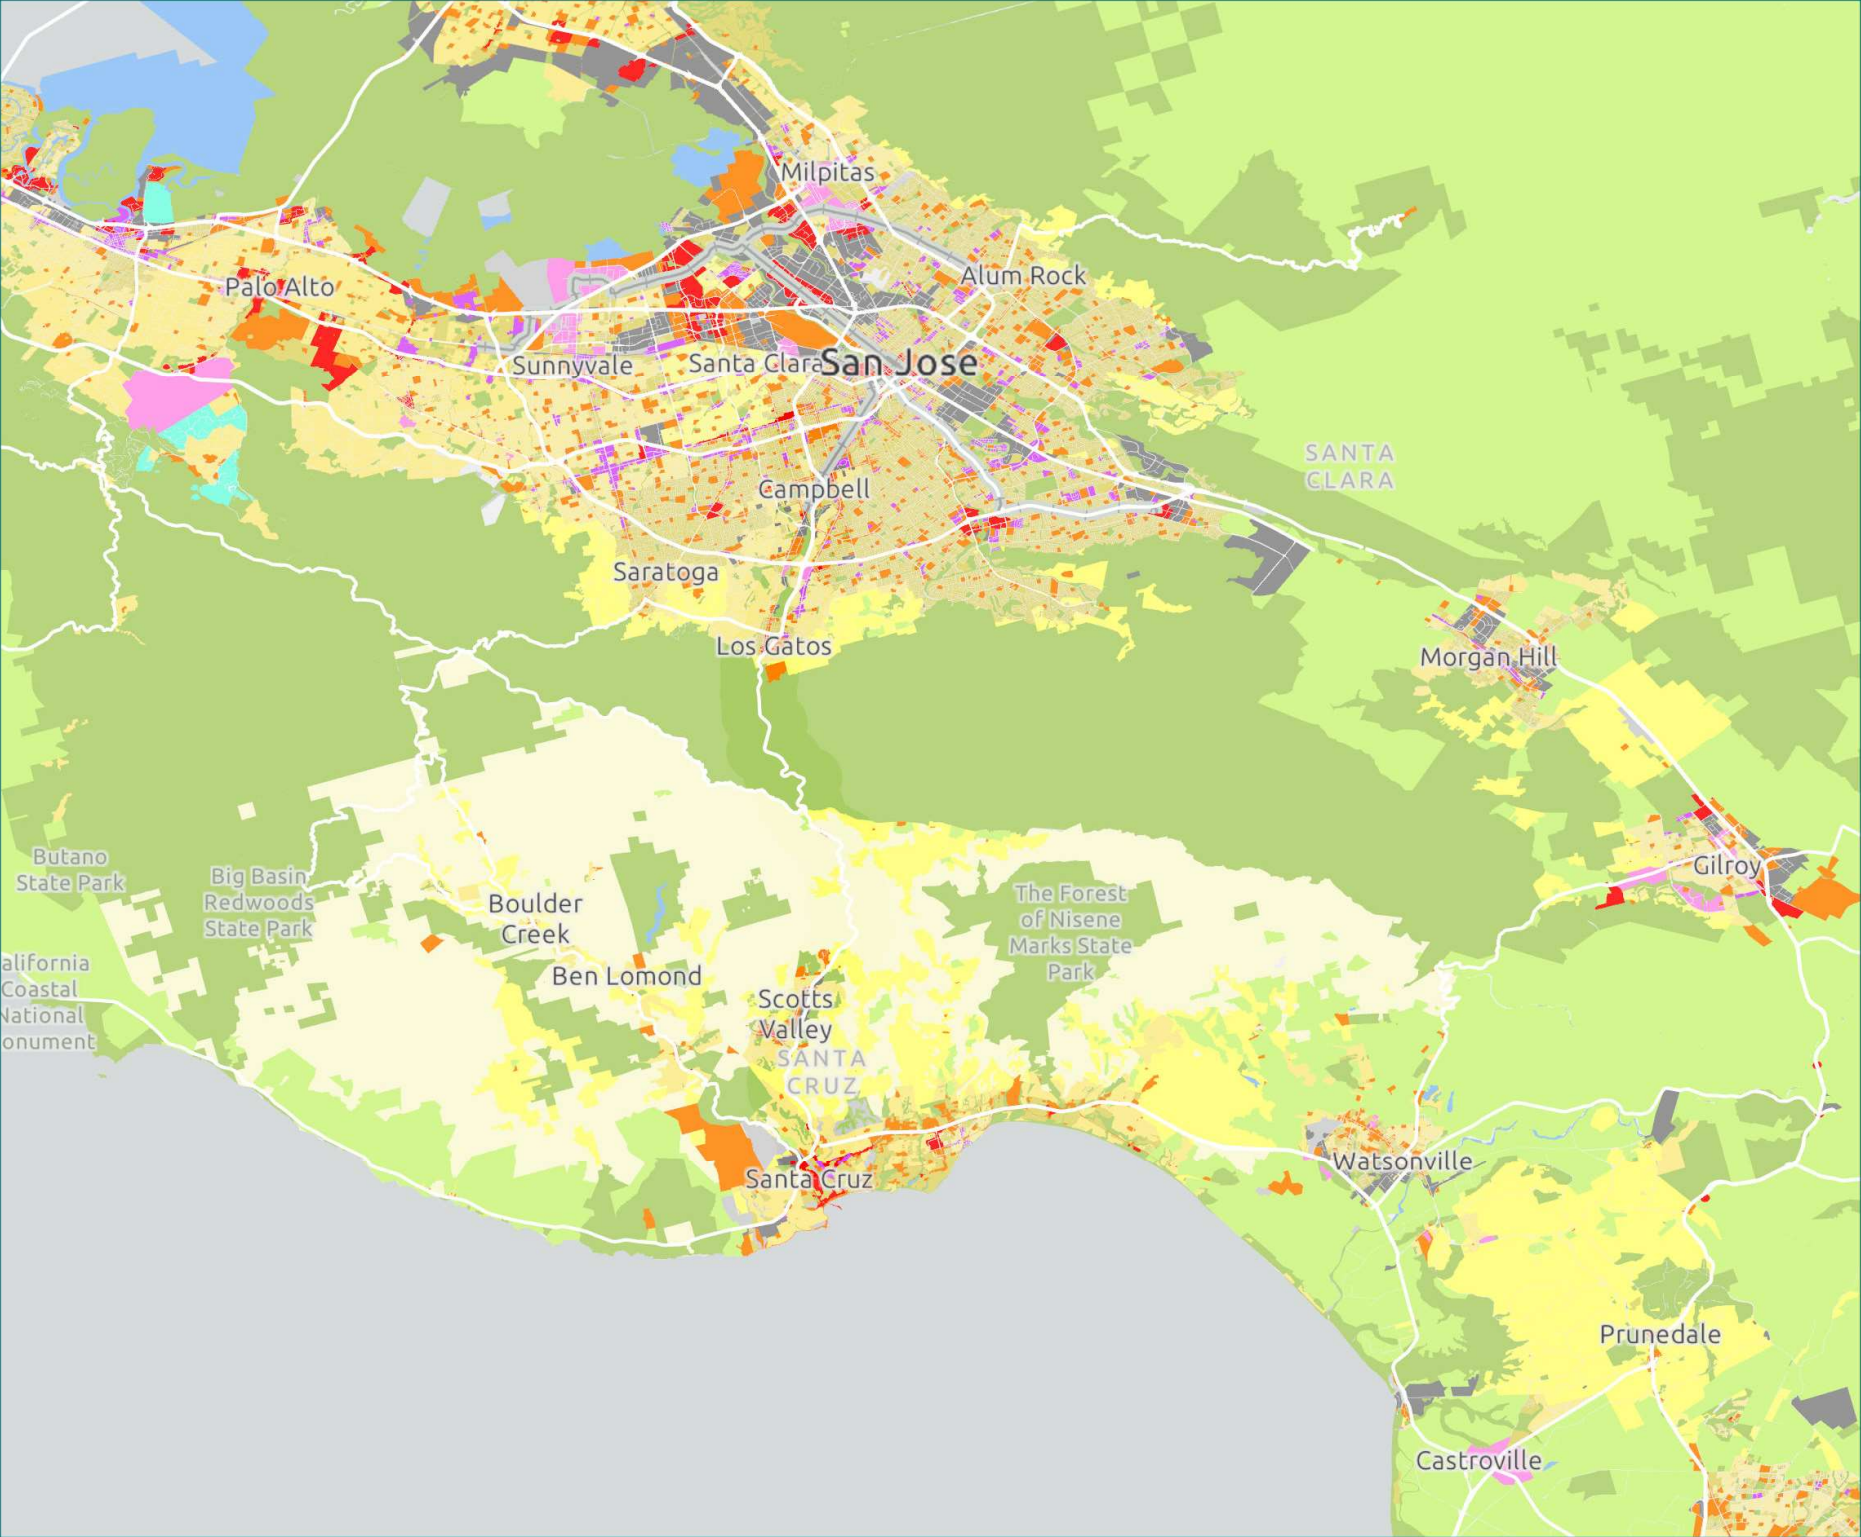 Milpitas
Alum Rock
Palo Alto
Sunnyvale
Santa Clara
San Jose
SANTA
CLARA
Campbell
Saratoga
Los Gatos
Morgan Hill
Butano
State Park
Big Basin
Redwoods
State Park
Gilroy
Boulder
Creek
The Forest
of Nisene
Marks State
Park
alifornia
Coastal
National
onument
Ben Lomond
Scotts
Valley
SANTA
CRUZ
Santa Cruz
Watsonville
Prunedale
Castroville